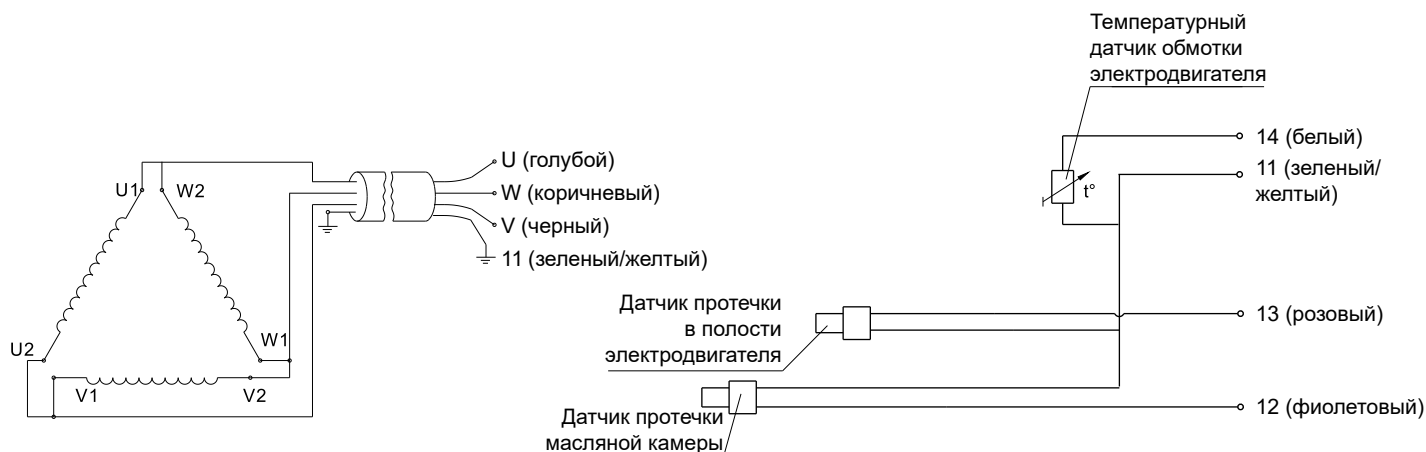 Температурный
датчик обмотки
электродвигателя
14 (белый)
11 (зеленый/
желтый)
t°
U (голубой)
W (коричневый)
V (черный)
11 (зеленый/желтый)
U1
W2
U2
W1
V1
V2
Датчик протечки
в полости
электродвигателя
13 (розовый)
Датчик протечки
масляной камеры
12 (фиолетовый)